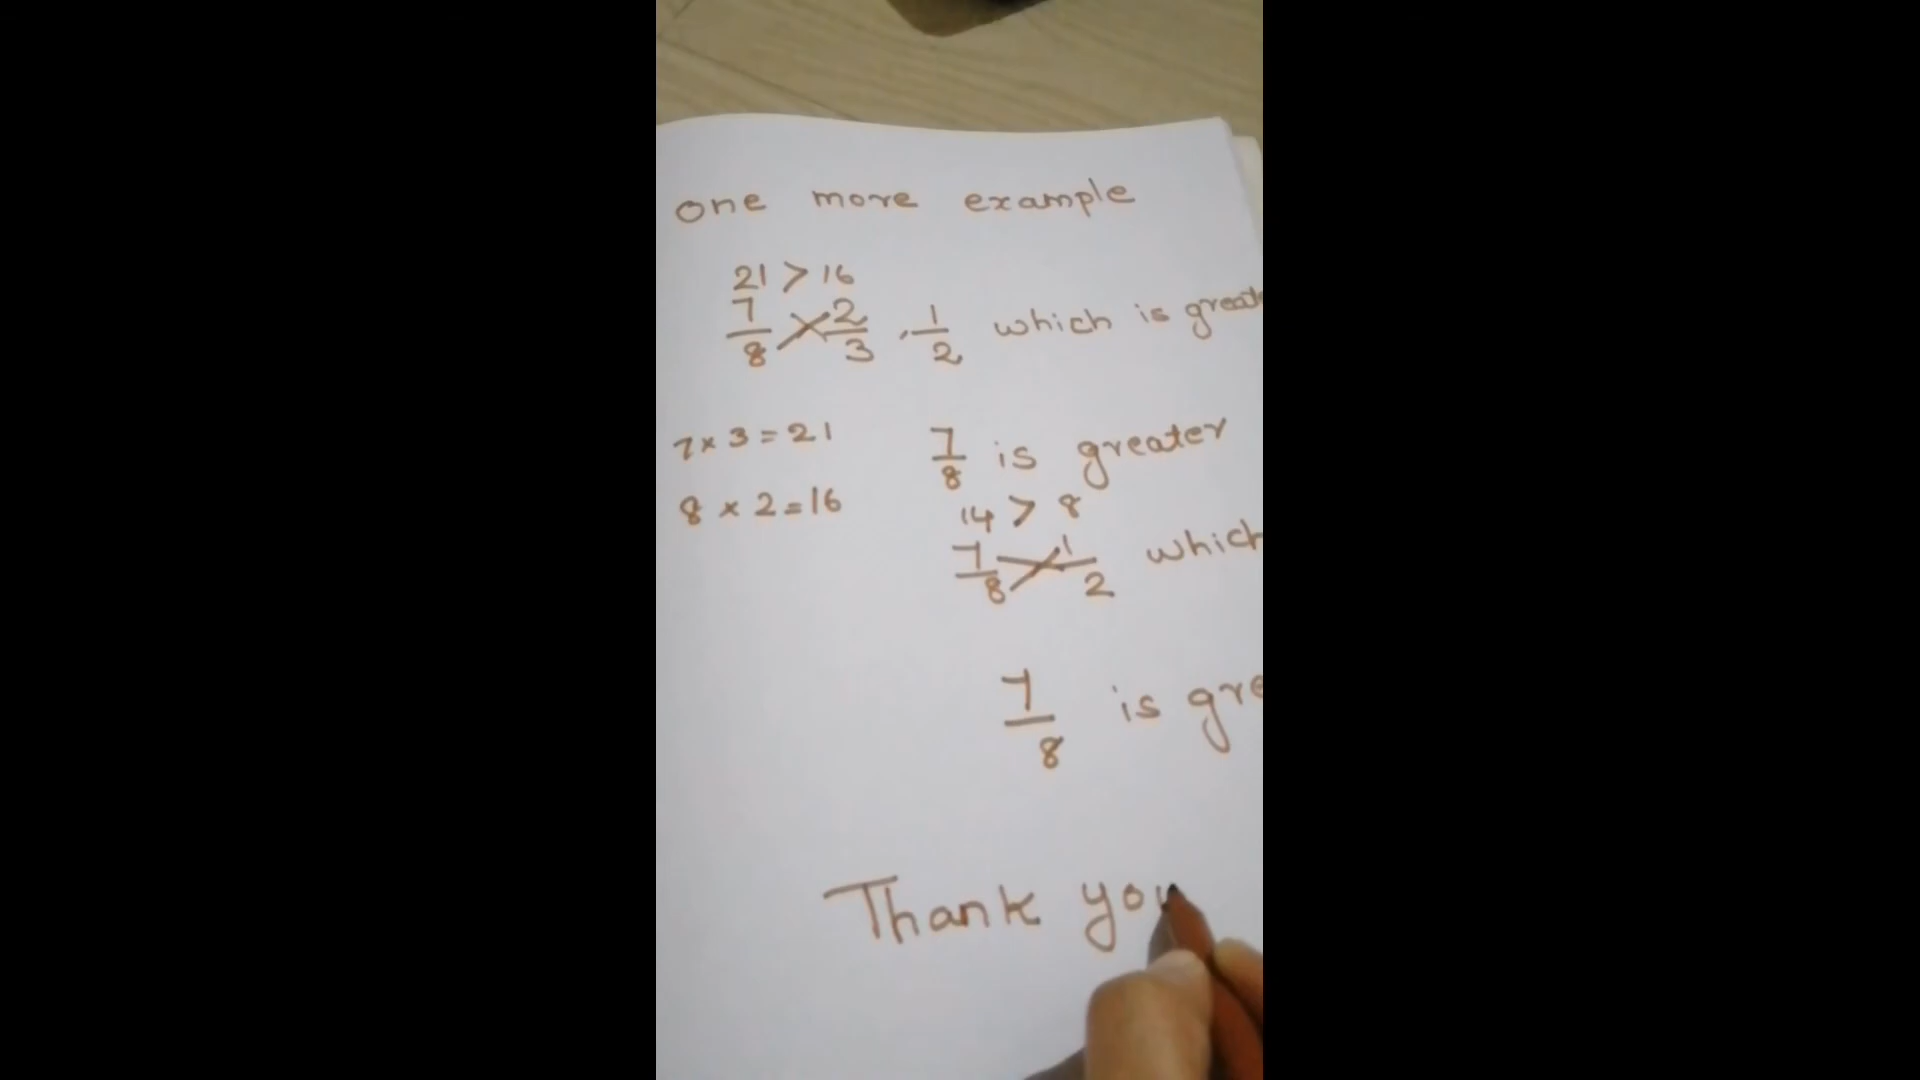 one more example
21 > 16
7/8 × 2/3 , 1/2 which is great
7 × 3 = 21
8 × 2 = 16
7/8 is greater
14 > 8
7/8 × 1/2 which
7/8 is gre
Thank you